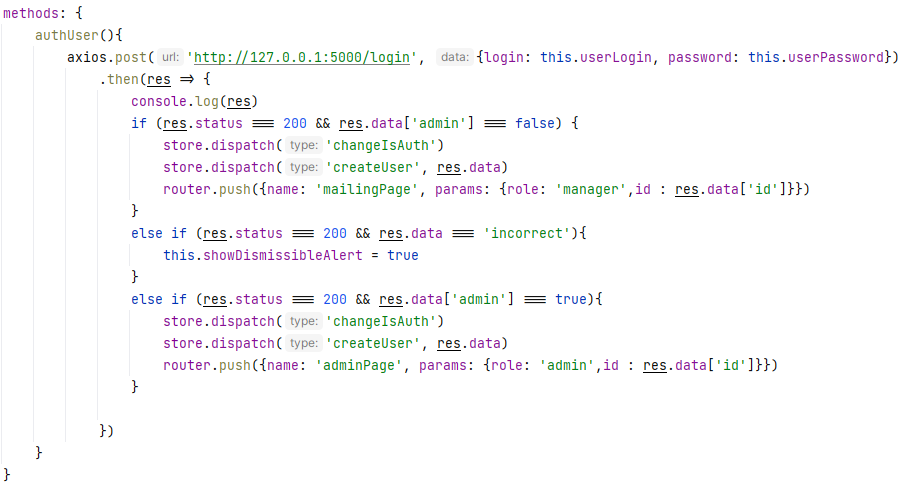 methods: {
authUser(){
axios.post( url: 'http://127.0.0.1:5000/login', data: {login: this.userLogin, password: this.userPassword})
.then(res => {
console.log(res)
if (res.status === 200 && res.data['admin'] === false) {
store.dispatch( type: 'changeIsAuth')
store.dispatch( type: 'createUser', res.data)
router.push({name: 'mailingPage', params: {role: 'manager',id : res.data['id']}})
}
else if (res.status === 200 && res.data === 'incorrect'){
this.showDismissibleAlert = true
}
else if (res.status === 200 && res.data['admin'] === true){
store.dispatch( type: 'changeIsAuth')
store.dispatch( type: 'createUser', res.data)
router.push({name: 'adminPage', params: {role: 'admin',id : res.data['id']}})
}
})
}
}